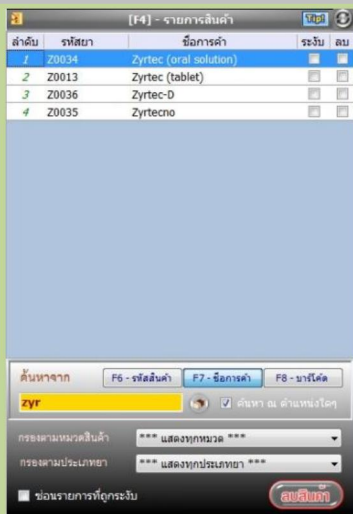 [F4] - รายการสินค้า Tip!
ลำดับ รหัสยา ชื่อการค้า ระงับ ลบ
1 Z0034 Zyrtec (oral solution)
2 Z0013 Zyrtec (tablet)
3 Z0036 Zyrtec-D
4 Z0035 Zyrtecno
ค้นหาจาก F6 - รหัสสินค้า F7 - ชื่อการค้า F8 - บาร์โค้ด
zyr ค้นหา ณ ตำแหน่งใดๆ
กรองตามหมวดสินค้า *** แสดงทุกหมวด ***
กรองตามประเภทยา *** แสดงทุกประเภทยา ***
ซ่อนรายการที่ถูกระงับ ลบสินค้า